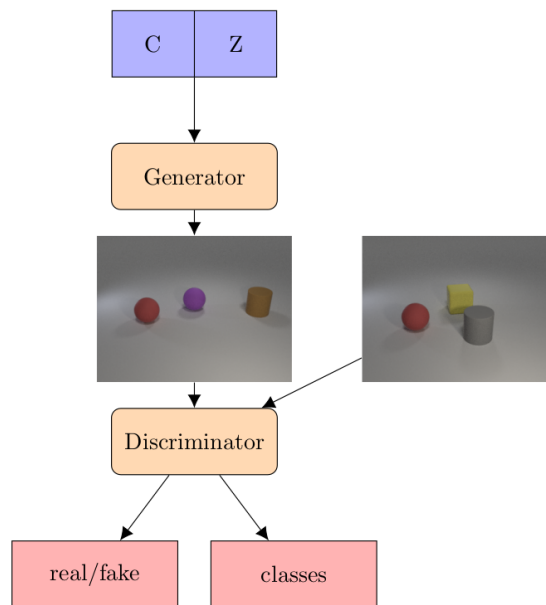 C
Z
Generator
Discriminator
real/fake
classes